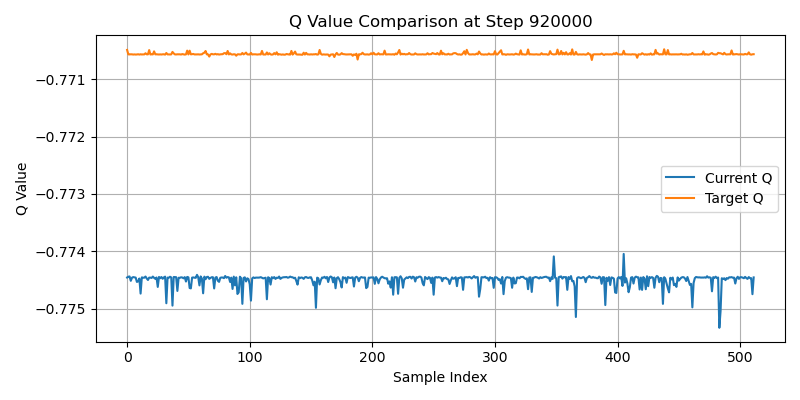 Q Value Comparison at Step 920000
−0.771
−0.772
−0.773
−0.774
−0.775
Q Value
Current Q
Target Q
0
100
200
300
400
500
Sample Index